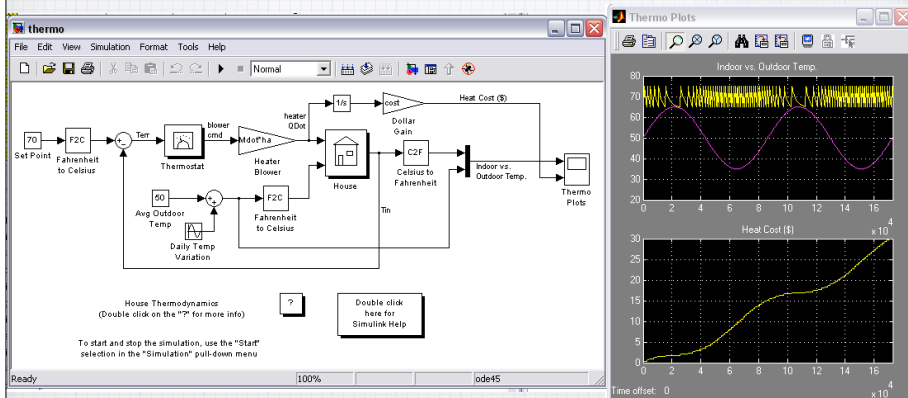 thermo
File Edit View Simulation Format Tools Help
Normal
70
Set Point
F2C
Fahrenheit
to Celsius
Terr
Thermostat
blower
cmd
Mdot*ha
Heater
Blower
heater
QDot
1/s
cost
Dollar
Gain
Heat Cost ($)
House
C2F
Celsius to
Fahrenheit
Indoor vs.
Outdoor Temp.
Thermo
Plots
50
Avg Outdoor
Temp
F2C
Fahrenheit
to Celsius
Daily Temp
Variation
Tin
House Thermodynamics
(Double click on the "?" for more info)
?
Double click
here for
Simulink Help
To start and stop the simulation, use the "Start"
selection in the "Simulation" pull-down menu
Ready 100% ode45
Thermo Plots
Indoor vs. Outdoor Temp.
80
70
60
50
40
30
20
0 2 4 6 8 10 12 14 16
x 10^4
Heat Cost ($)
30
25
20
15
10
5
0
0 2 4 6 8 10 12 14 16
x 10^4
Time offset: 0